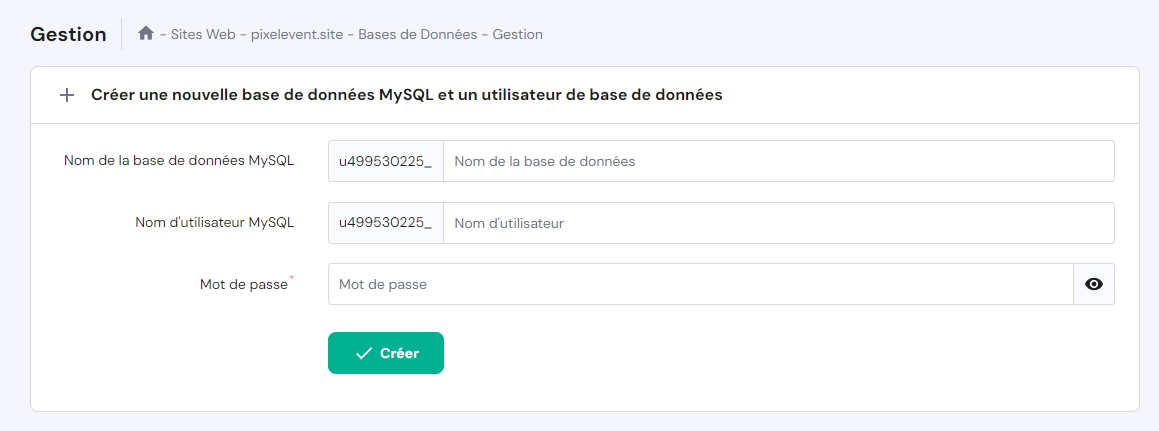 Gestion - Sites Web - pixelevent.site - Bases de Données - Gestion
Créer une nouvelle base de données MySQL et un utilisateur de base de données
Nom de la base de données MySQL u499530225_ Nom de la base de données
Nom d'utilisateur MySQL u499530225_ Nom d'utilisateur
Mot de passe* Mot de passe
Créer